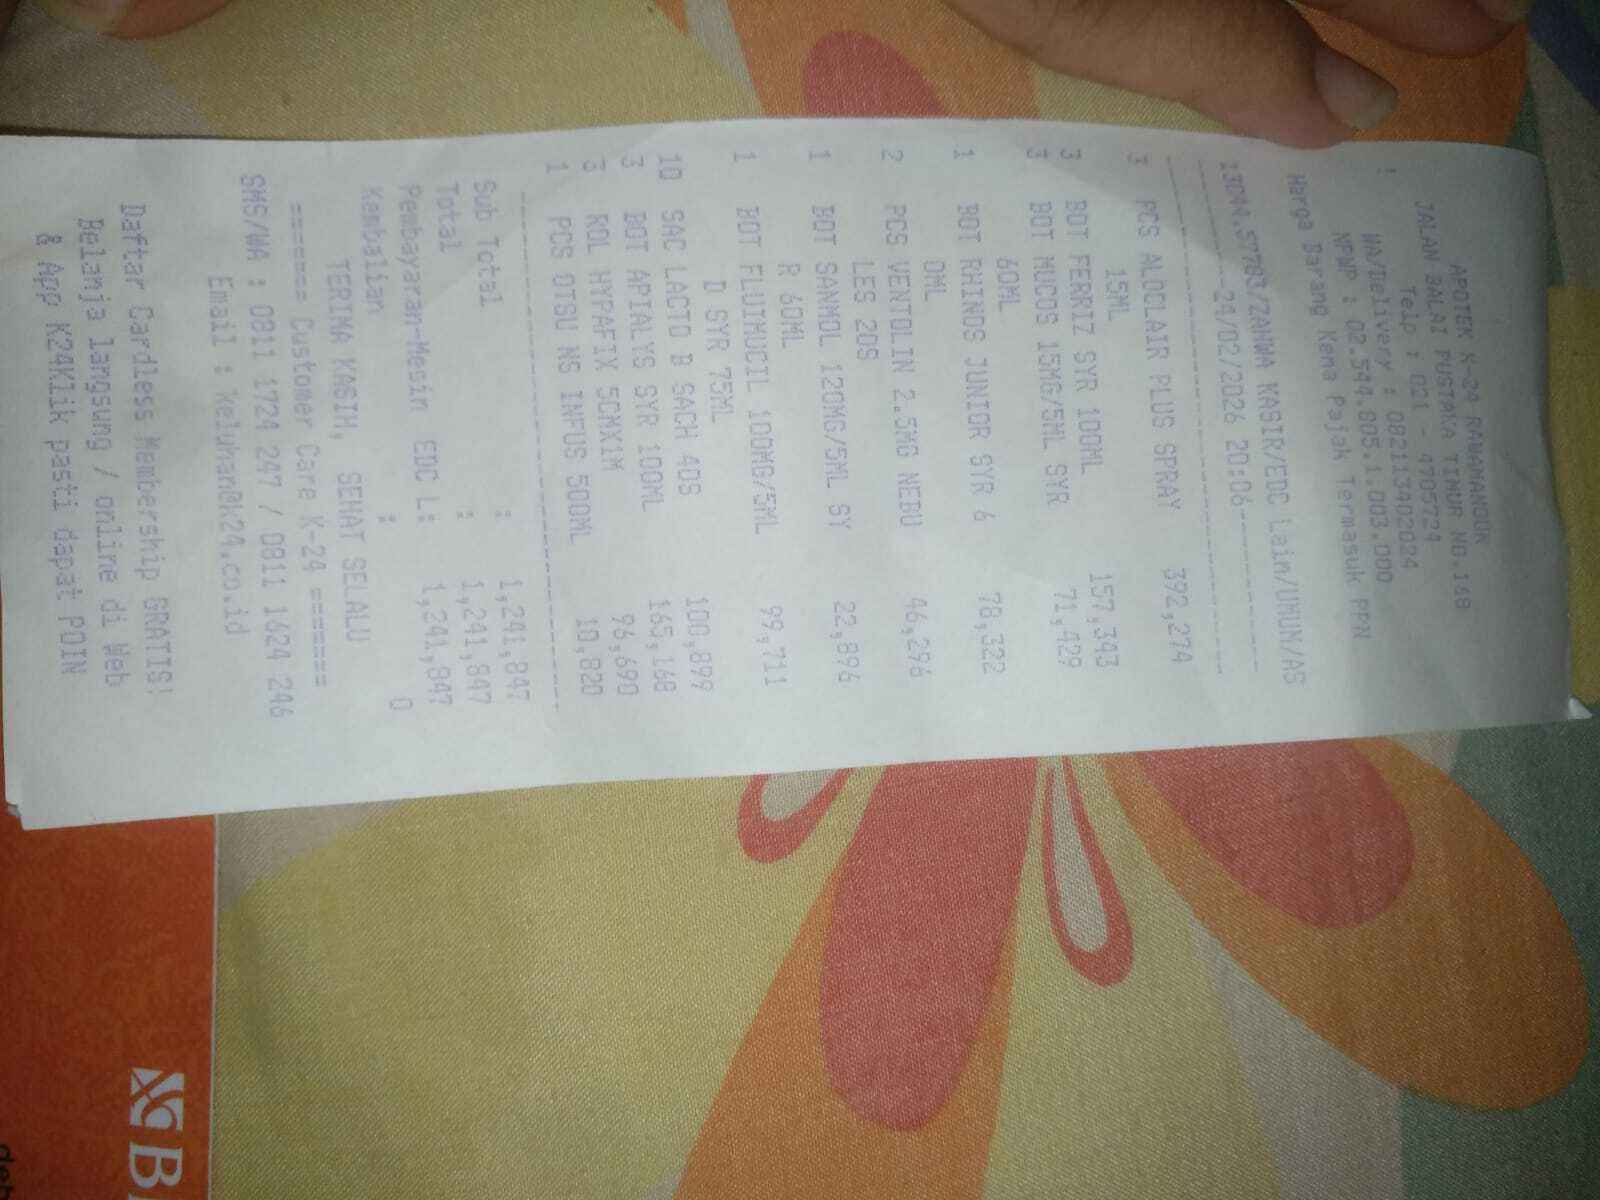 APOTEK K-24 RAWAMANGUN
JALAN BALAI PUSTAKA TIMUR NO.16B
Telp : 021 - 4705724
WA/Delivery : 082113402024
NPWP : 02.544.805.1.003.000
Harga Barang Kena Pajak Termasuk PPN
13044.57783/ZANWA KASIR/EDC Lain/UMUN/AS
24/02/2026 20:06
3 PCS ALOCLAIR PLUS SPRAY 392,274
15ML
3 BOT FERRIZ SYR 100ML 157,343
3 BOT MUCOS 15MG/5ML SYR 71,429
60ML
1 BOT RHINOS JUNIOR SYR 6 78,322
0ML
2 PCS VENTOLIN 2.5MG NEBU 46,296
LES 20S
1 BOT SANMOL 120MG/5ML SY 22,896
R 60ML
1 BOT FLUIMUCIL 100MG/5ML 99,711
D SYR 75ML
10 SAC LACTO B SACH 40S 100,899
3 BOT APIALYS SYR 100ML 165,168
3 ROL HYPAFIX 5CMX1M 96,690
1 PCS OTSU NS INFUS 500ML 10,820
Sub Total : 1,241,847
Total : 1,241,847
Pembayaran-Mesin EDC L: 1,241,847
Kembalian : 0
TERIMA KASIH, SEHAT SELALU
====== Customer Care K-24 ======
SMS/WA : 0811 1724 247 / 0811 1624 246
Email : keluhan@k24.co.id
Daftar Cardless Membership GRATIS!
Belanja langsung / online di Web
& App K24Klik pasti dapat POIN